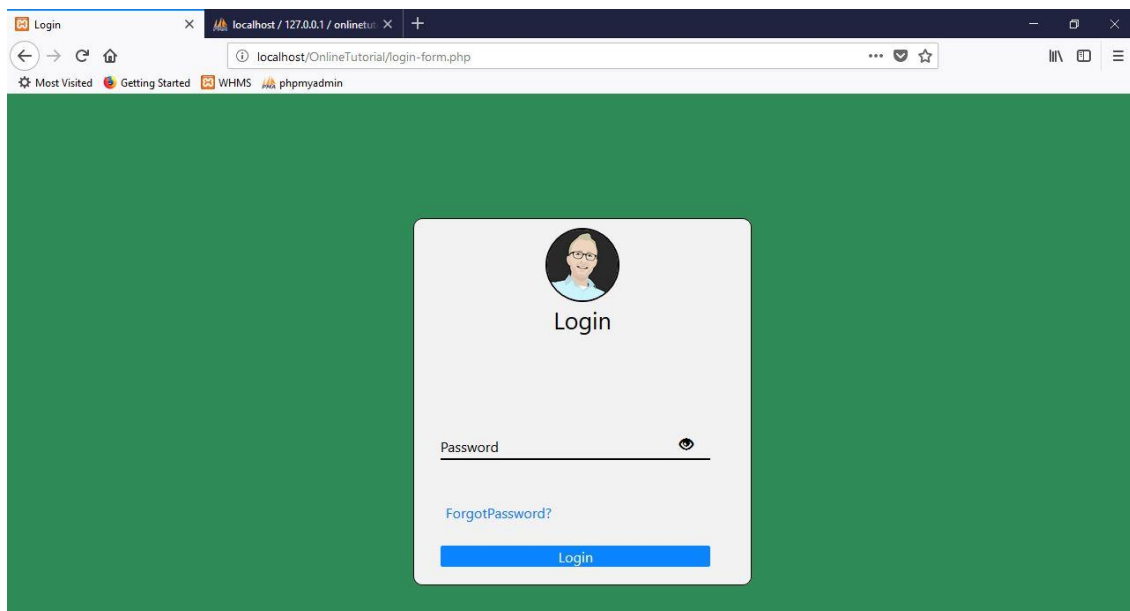 Login
localhost / 127.0.0.1 / onlinetut
localhost/OnlineTutorial/login-form.php
Most Visited Getting Started WHMS phpmyadmin
Login
Password
ForgotPassword?
Login